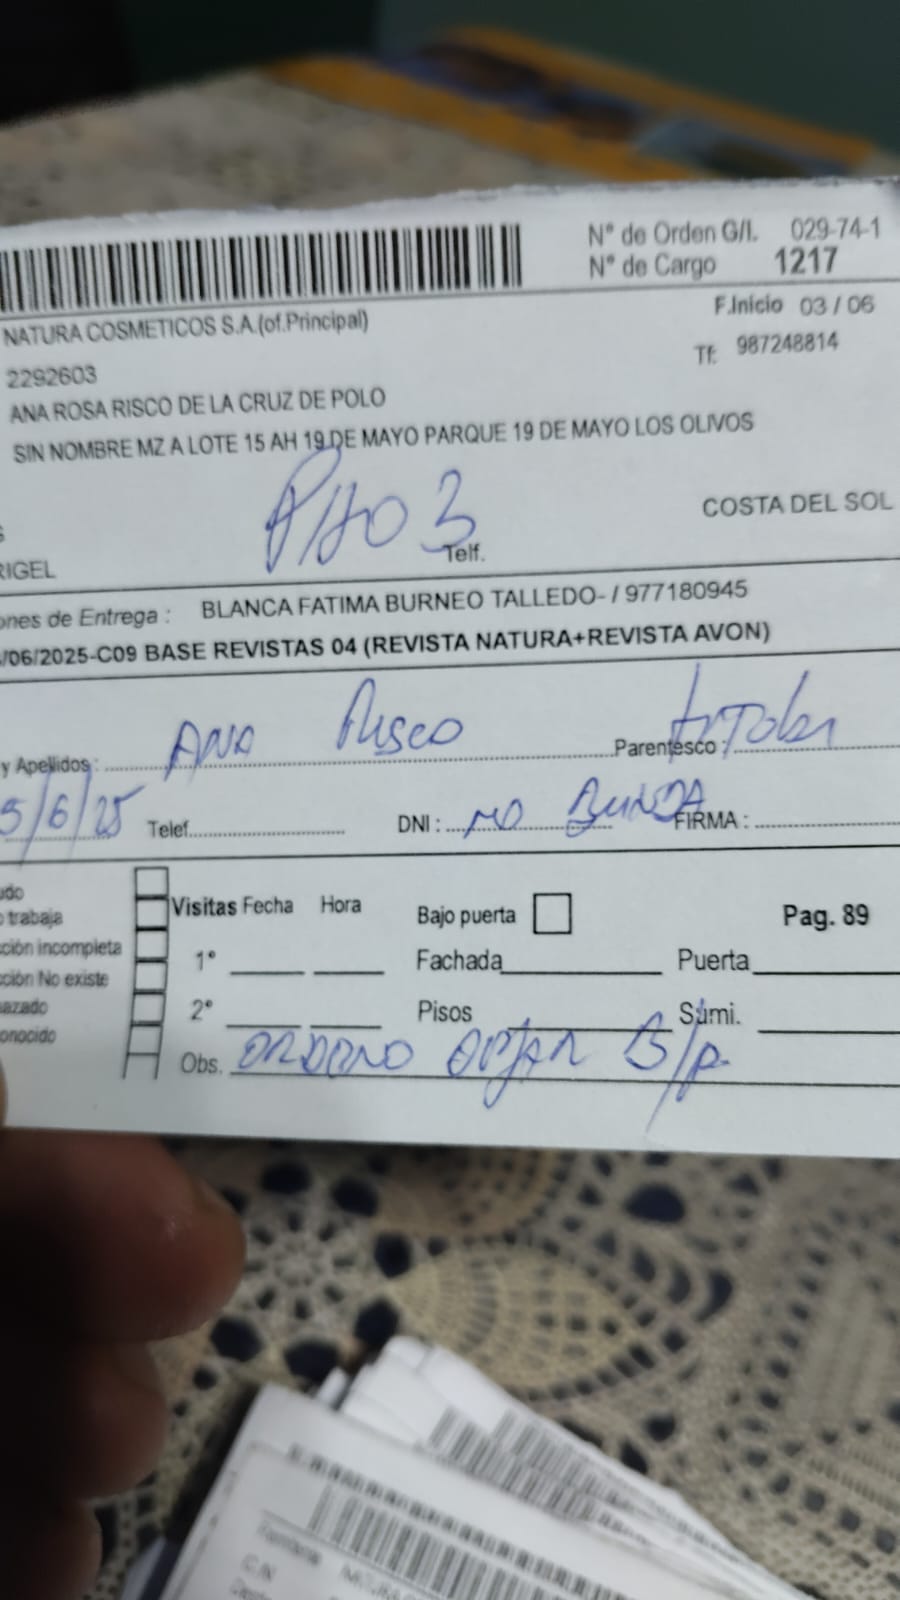 N° de Orden G/I. 029-74-1
N° de Cargo 1217
NATURA COSMETICOS S.A.(of.Principal)
F.Inicio 03 / 06
2292603
Tf: 987248814
ANA ROSA RISCO DE LA CRUZ DE POLO
SIN NOMBRE MZ A LOTE 15 AH 19 DE MAYO PARQUE 19 DE MAYO LOS OLIVOS
COSTA DEL SOL
RIGEL
Telf.
ones de Entrega : BLANCA FATIMA BURNEO TALLEDO- / 977180945
/06/2025-C09 BASE REVISTAS 04 (REVISTA NATURA+REVISTA AVON)
y Apellidos : ANA Risco Parentesco :
5/6/25 Telef. DNI : NO BRINDA FIRMA :
udo
o trabaja
Visitas Fecha Hora
Bajo puerta
Pag. 89
ción incompleta
1°
Fachada
Puerta
ción No existe
azado
2°
Pisos
Sumi.
onocido
Obs. ORDENO DEJAR B/P.